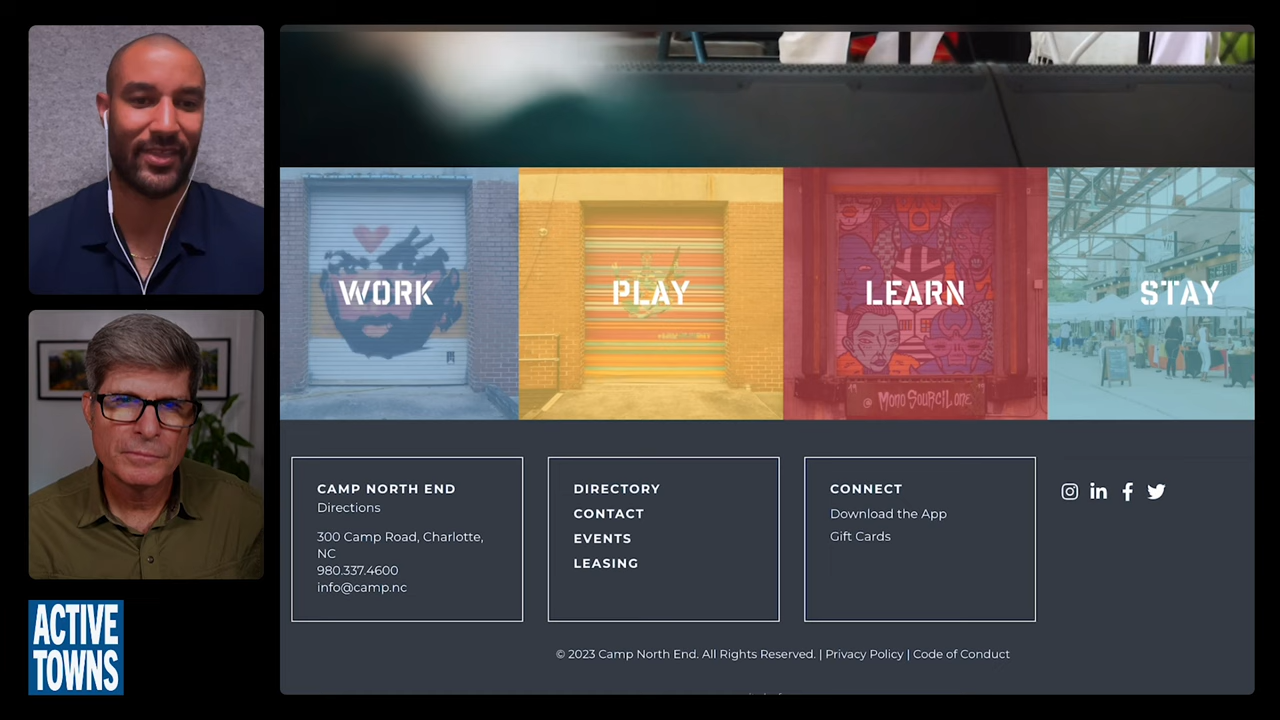 WORK
PLAY
LEARN
STAY
@ MonoSourcil.one
CAMP NORTH END
Directions
300 Camp Road, Charlotte,
NC
980.337.4600
info@camp.nc
DIRECTORY
CONTACT
EVENTS
LEASING
CONNECT
Download the App
Gift Cards
© 2023 Camp North End. All Rights Reserved. | Privacy Policy | Code of Conduct
ACTIVE
TOWNS